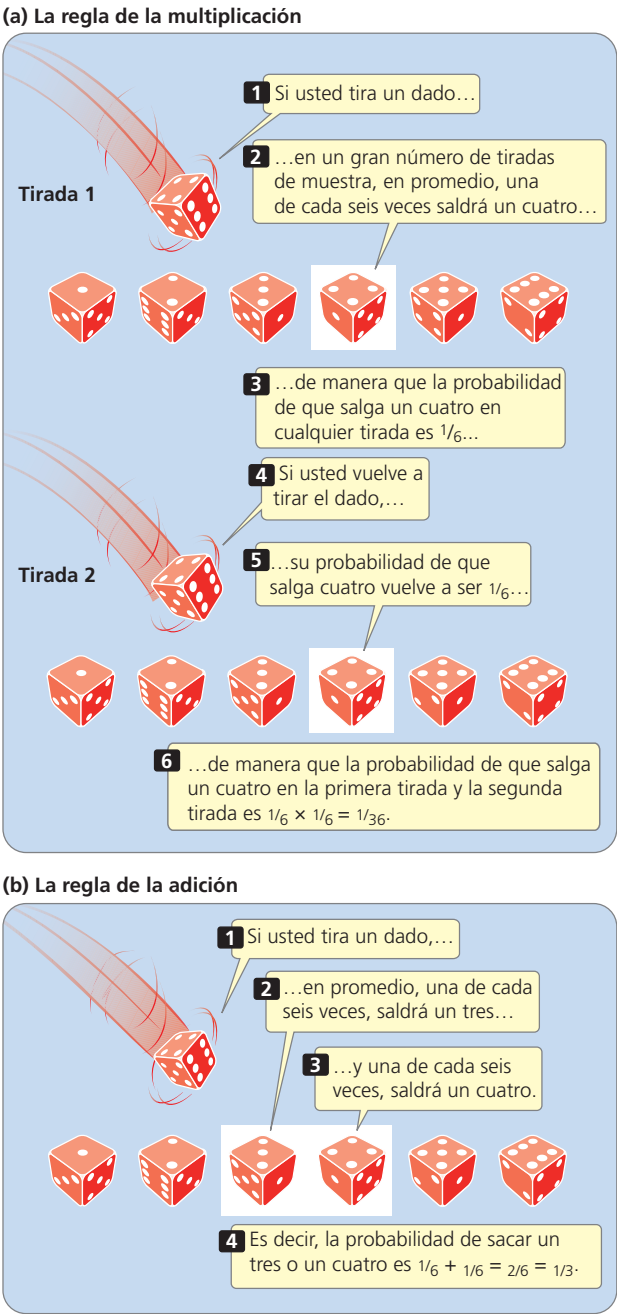 (a) La regla de la multiplicación
1 Si usted tira un dado…
2 …en un gran número de tiradas
de muestra, en promedio, una
de cada seis veces saldrá un cuatro…
Tirada 1
3 …de manera que la probabilidad
de que salga un cuatro en
cualquier tirada es 1/6...
4 Si usted vuelve a
tirar el dado,…
5 …su probabilidad de que
salga cuatro vuelve a ser 1/6…
Tirada 2
6 …de manera que la probabilidad de que salga
un cuatro en la primera tirada y la segunda
tirada es 1/6 × 1/6 = 1/36.
(b) La regla de la adición
1 Si usted tira un dado,…
2 …en promedio, una de cada
seis veces, saldrá un tres…
3 …y una de cada seis
veces, saldrá un cuatro.
4 Es decir, la probabilidad de sacar un
tres o un cuatro es 1/6 + 1/6 = 2/6 = 1/3.